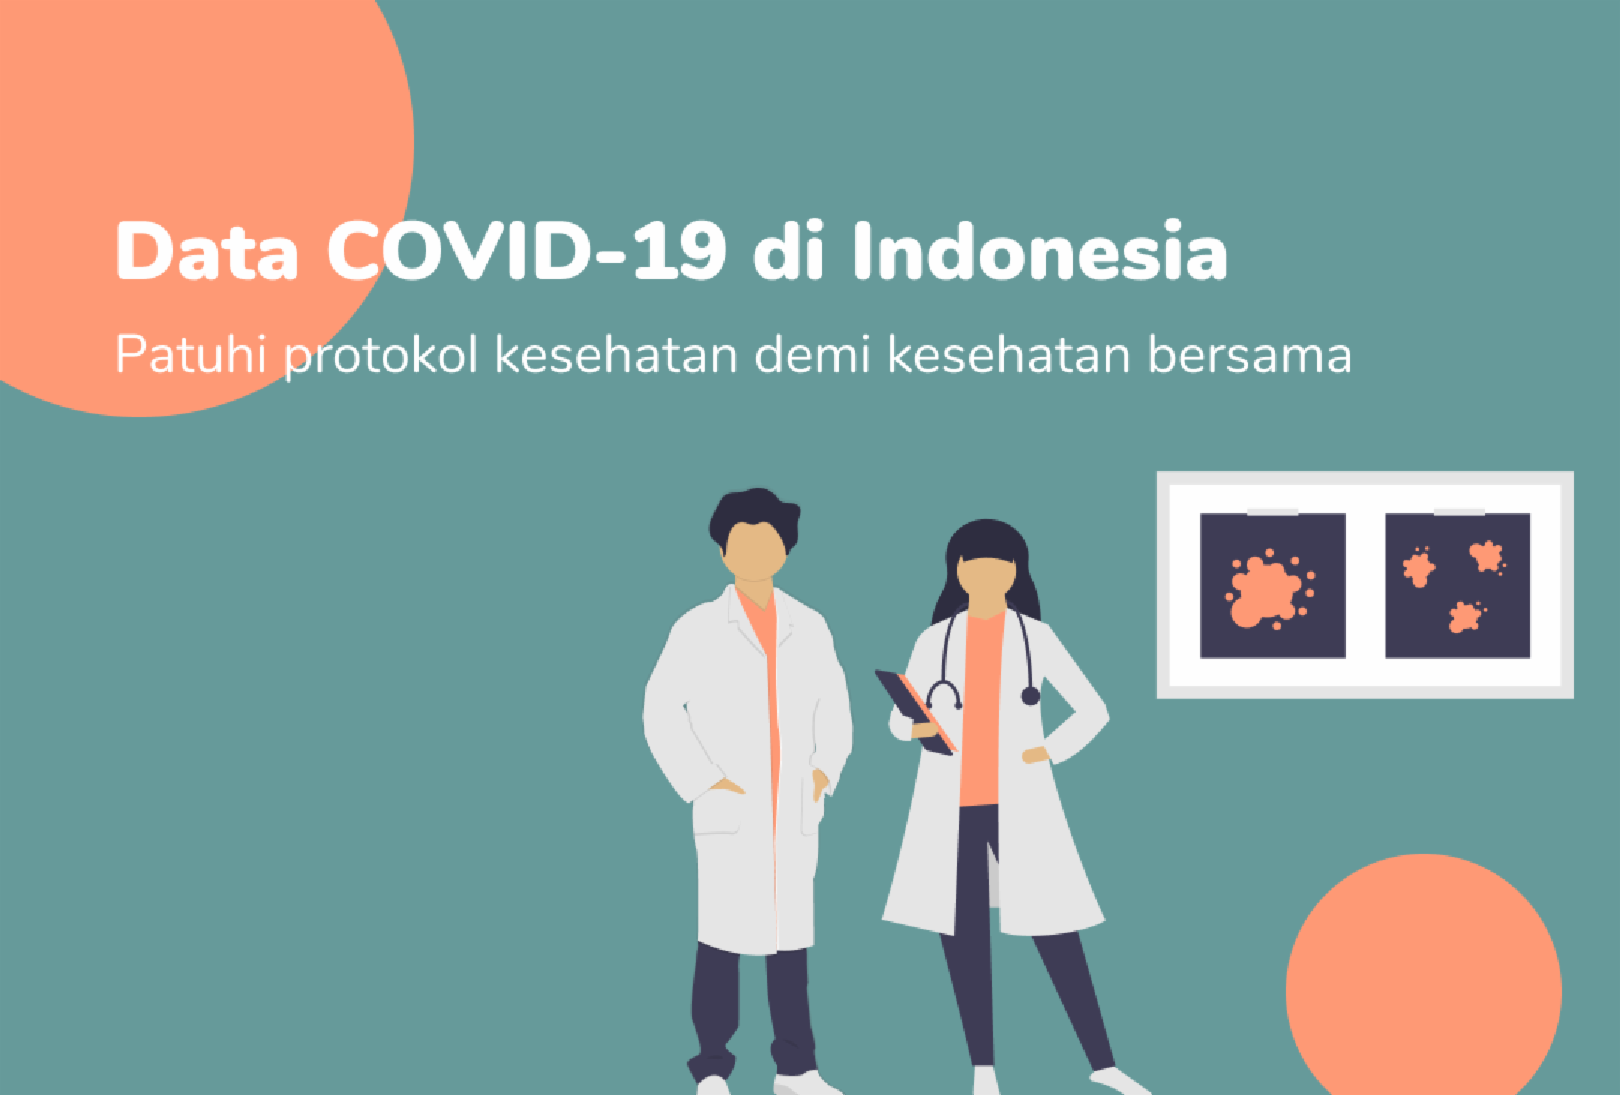 Data COVID-19 di Indonesia
Patuhi protokol kesehatan demi kesehatan bersama